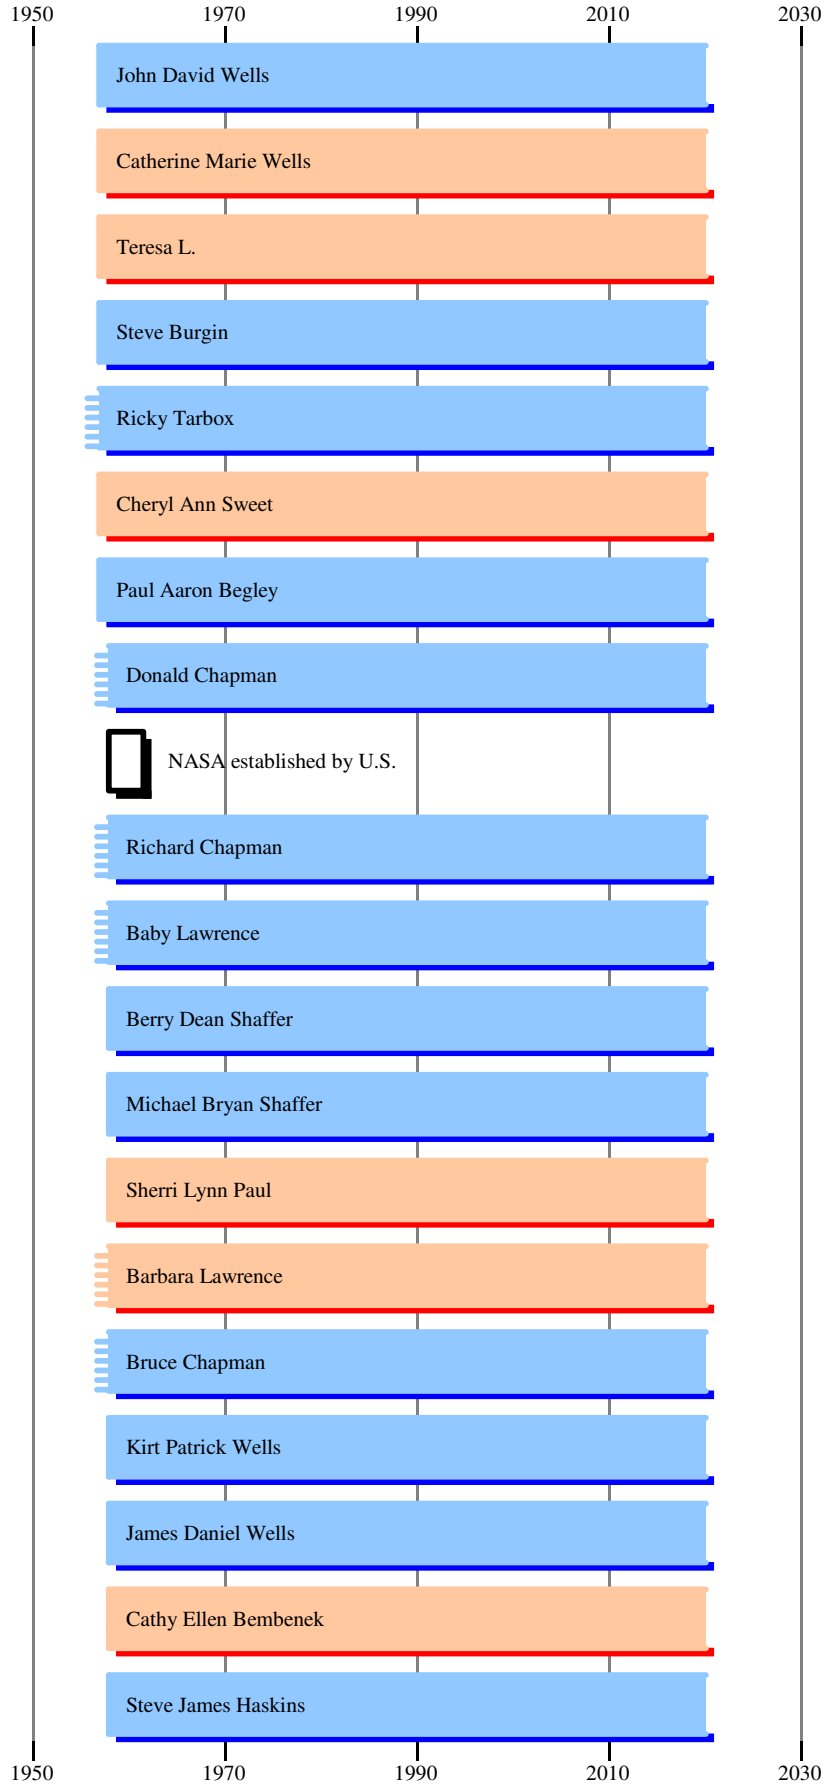 1950 1970 1990 2010 2030
John David Wells
Catherine Marie Wells
Teresa L.
Steve Burgin
Ricky Tarbox
Cheryl Ann Sweet
Paul Aaron Begley
Donald Chapman
NASA established by U.S.
Richard Chapman
Baby Lawrence
Berry Dean Shaffer
Michael Bryan Shaffer
Sherri Lynn Paul
Barbara Lawrence
Bruce Chapman
Kirt Patrick Wells
James Daniel Wells
Cathy Ellen Bembenek
Steve James Haskins
1950 1970 1990 2010 2030